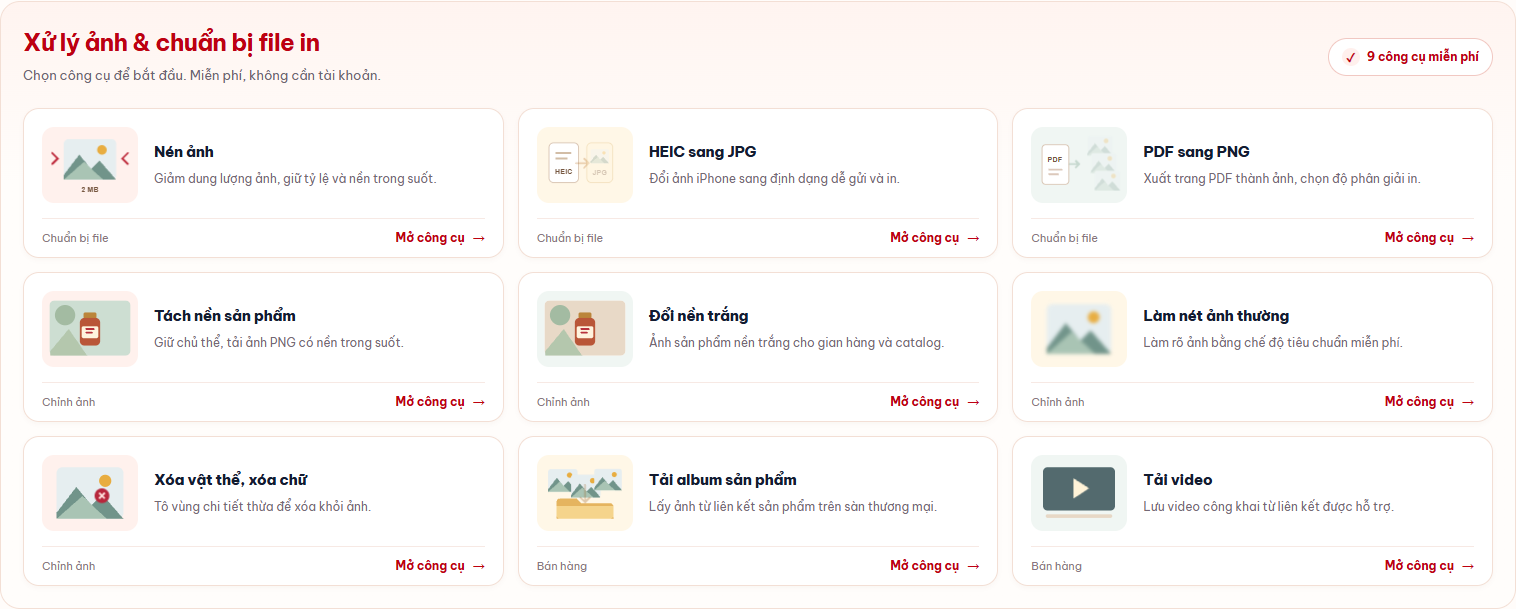 Xử lý ảnh & chuẩn bị file in
Chọn công cụ để bắt đầu. Miễn phí, không cần tài khoản.
✓ 9 công cụ miễn phí
2 MB
Nén ảnh
Giảm dung lượng ảnh, giữ tỷ lệ và nền trong suốt.
Chuẩn bị file
Mở công cụ →
HEIC
JPG
HEIC sang JPG
Đổi ảnh iPhone sang định dạng dễ gửi và in.
Chuẩn bị file
Mở công cụ →
PDF
PDF sang PNG
Xuất trang PDF thành ảnh, chọn độ phân giải in.
Chuẩn bị file
Mở công cụ →
Tách nền sản phẩm
Giữ chủ thể, tải ảnh PNG có nền trong suốt.
Chỉnh ảnh
Mở công cụ →
Đổi nền trắng
Ảnh sản phẩm nền trắng cho gian hàng và catalog.
Chỉnh ảnh
Mở công cụ →
Làm nét ảnh thường
Làm rõ ảnh bằng chế độ tiêu chuẩn miễn phí.
Chỉnh ảnh
Mở công cụ →
Xóa vật thể, xóa chữ
Tô vùng chi tiết thừa để xóa khỏi ảnh.
Chỉnh ảnh
Mở công cụ →
Tải album sản phẩm
Lấy ảnh từ liên kết sản phẩm trên sàn thương mại.
Bán hàng
Mở công cụ →
Tải video
Lưu video công khai từ liên kết được hỗ trợ.
Bán hàng
Mở công cụ →